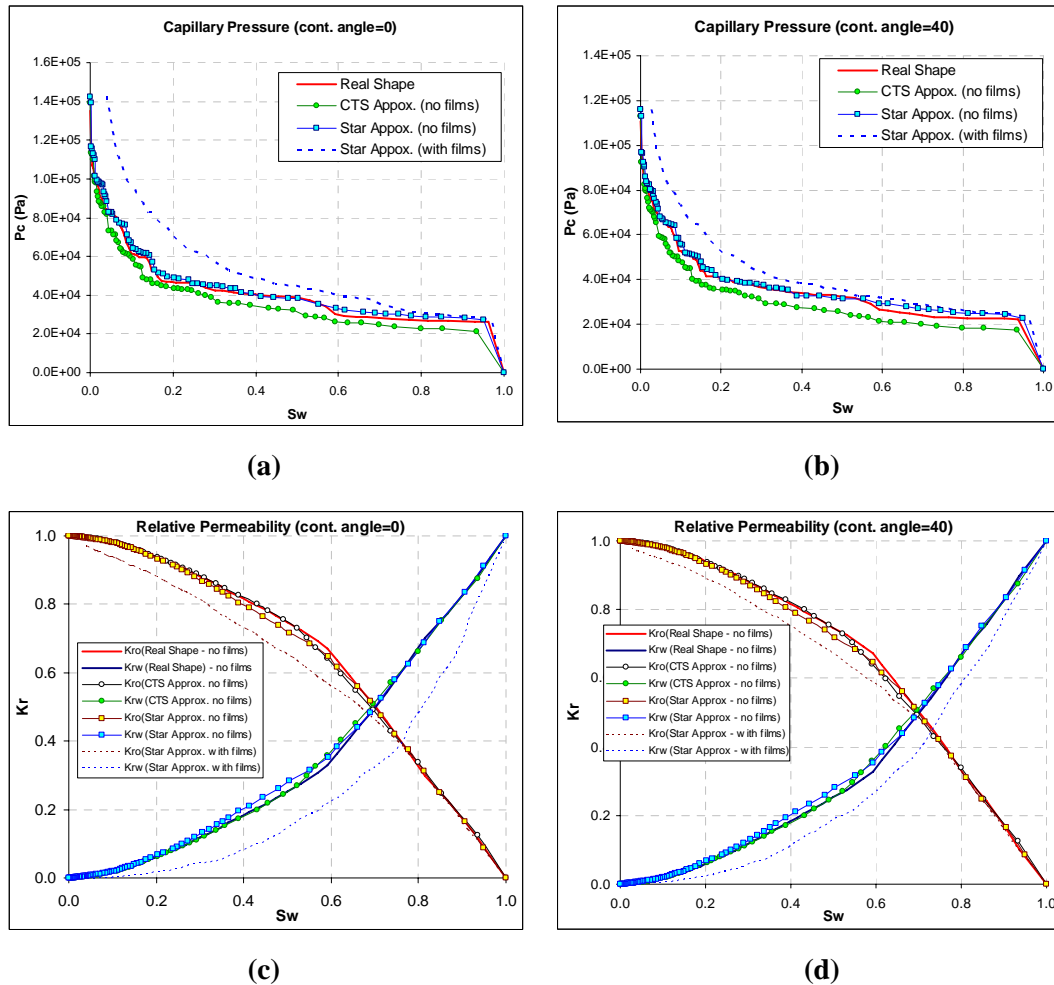 Capillary Pressure (cont. angle=0)
1.6E+05
1.4E+05
1.2E+05
1.0E+05
8.0E+04
6.0E+04
4.0E+04
2.0E+04
0.0E+00
Pc (Pa)
Real Shape
CTS Appox. (no films)
Star Appox. (no films)
Star Appox. (with films)
0.0 0.2 0.4 0.6 0.8 1.0
Sw
(a)
Capillary Pressure (cont. angle=40)
1.4E+05
1.2E+05
1.0E+05
8.0E+04
6.0E+04
4.0E+04
2.0E+04
0.0E+00
Pc (Pa)
Real Shape
CTS Appox. (no films)
Star Appox. (no films)
Star Appox. (with films)
0.0 0.2 0.4 0.6 0.8 1.0
Sw
(b)
Relative Permeability (cont. angle=0)
1.0
0.8
0.6
0.4
0.2
0.0
Kr
Kro(Real Shape - no films)
Krw (Real Shape) - no films
Kro(CTS Approx. no films)
Krw (CTS Approx. no films)
Kro(Star Approx. no films)
Krw (Star Approx. no films)
Kro(Star Approx. with films)
Krw (Star Approx. with films)
0.0 0.2 0.4 0.6 0.8 1.0
Sw
(c)
Relative Permeability (cont. angle=40)
1.0
0.8
0.
0.
0.2
0.0
Kr
Kro(Real Shape - no films)
Krw (Real Shape - no films
Kro(CTS Approx - no films)
Krw (CTS Approx - no films)
Kro(Star Approx - no films)
Krw (Star Approx - no films)
Kro(Star Approx - with films)
Krw (Star Approx - with films)
0.0 0.2 0.4 0.6 0.8 1.0
Sw
(d)